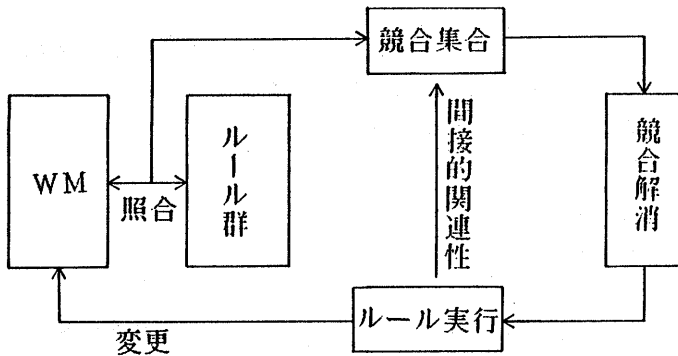 競合集合
WM
照合
ルール群
間接的関連性
競合解消
ルール実行
変更